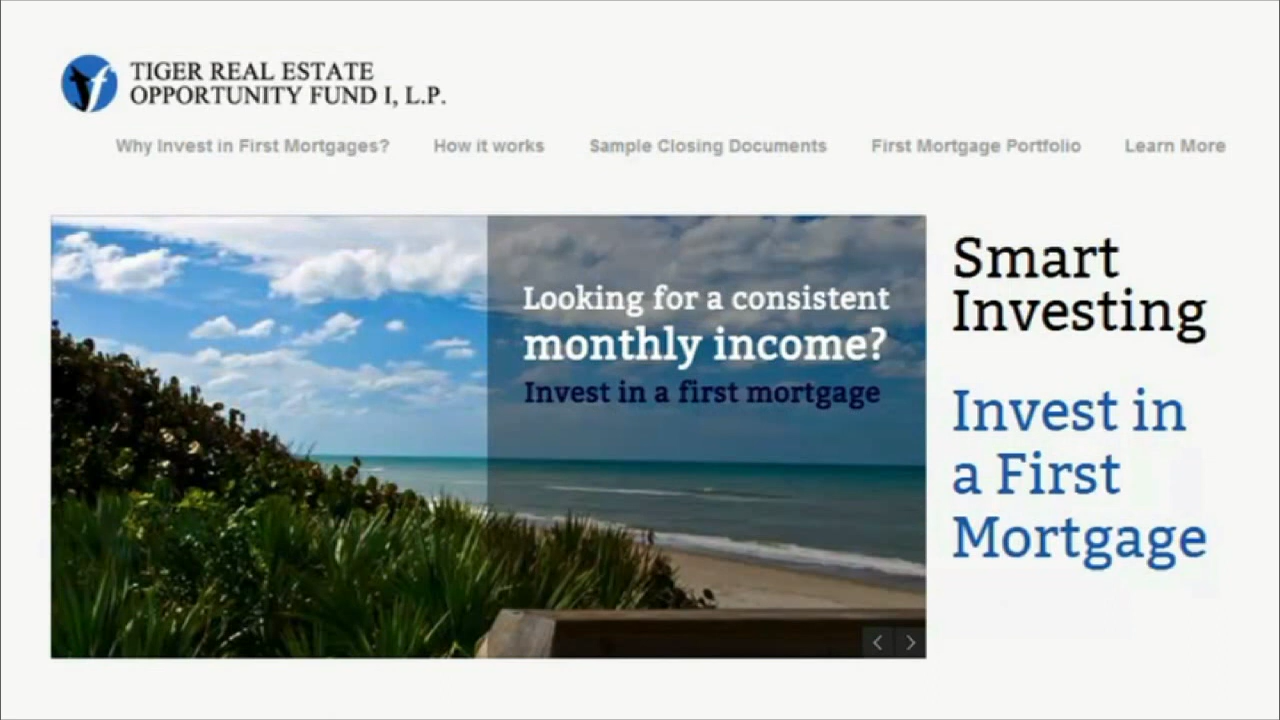 TIGER REAL ESTATE
OPPORTUNITY FUND I, L.P.
Why Invest in First Mortgages? How it works Sample Closing Documents First Mortgage Portfolio Learn More
Looking for a consistent
monthly income?
Invest in a first mortgage
Smart
Investing
Invest in
a First
Mortgage